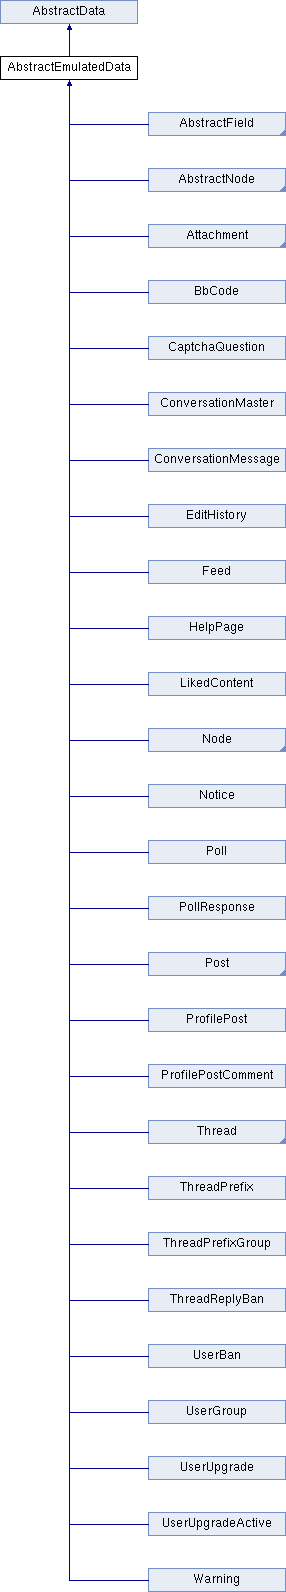 AbstractData
AbstractEmulatedData
AbstractField
AbstractNode
Attachment
BbCode
CaptchaQuestion
ConversationMaster
ConversationMessage
EditHistory
Feed
HelpPage
LikedContent
Node
Notice
Poll
PollResponse
Post
ProfilePost
ProfilePostComment
Thread
ThreadPrefix
ThreadPrefixGroup
ThreadReplyBan
UserBan
UserGroup
UserUpgrade
UserUpgradeActive
Warning